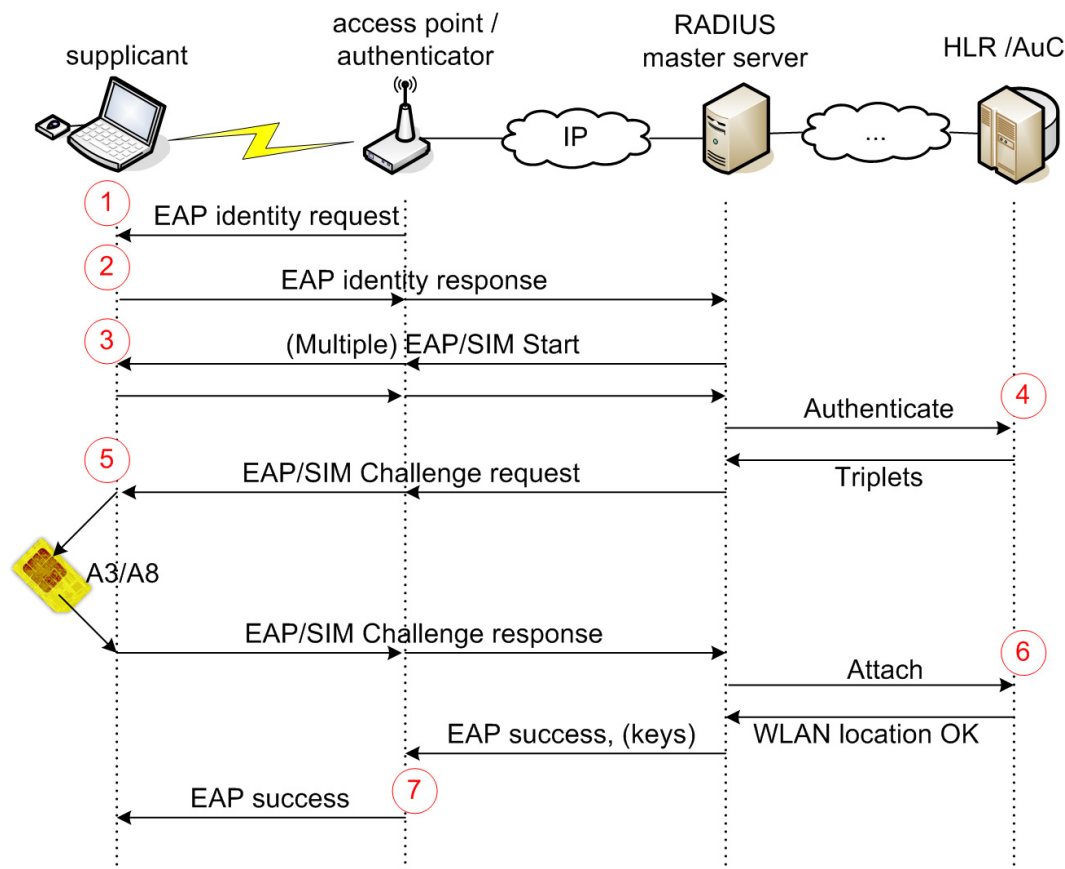 supplicant
access point /
authenticator
RADIUS
master server
HLR /AuC
IP
...
1
EAP identity request
2
EAP identity response
3
(Multiple) EAP/SIM Start
4
Authenticate
5
EAP/SIM Challenge request
Triplets
A3/A8
EAP/SIM Challenge response
6
Attach
EAP success, (keys)
WLAN location OK
7
EAP success